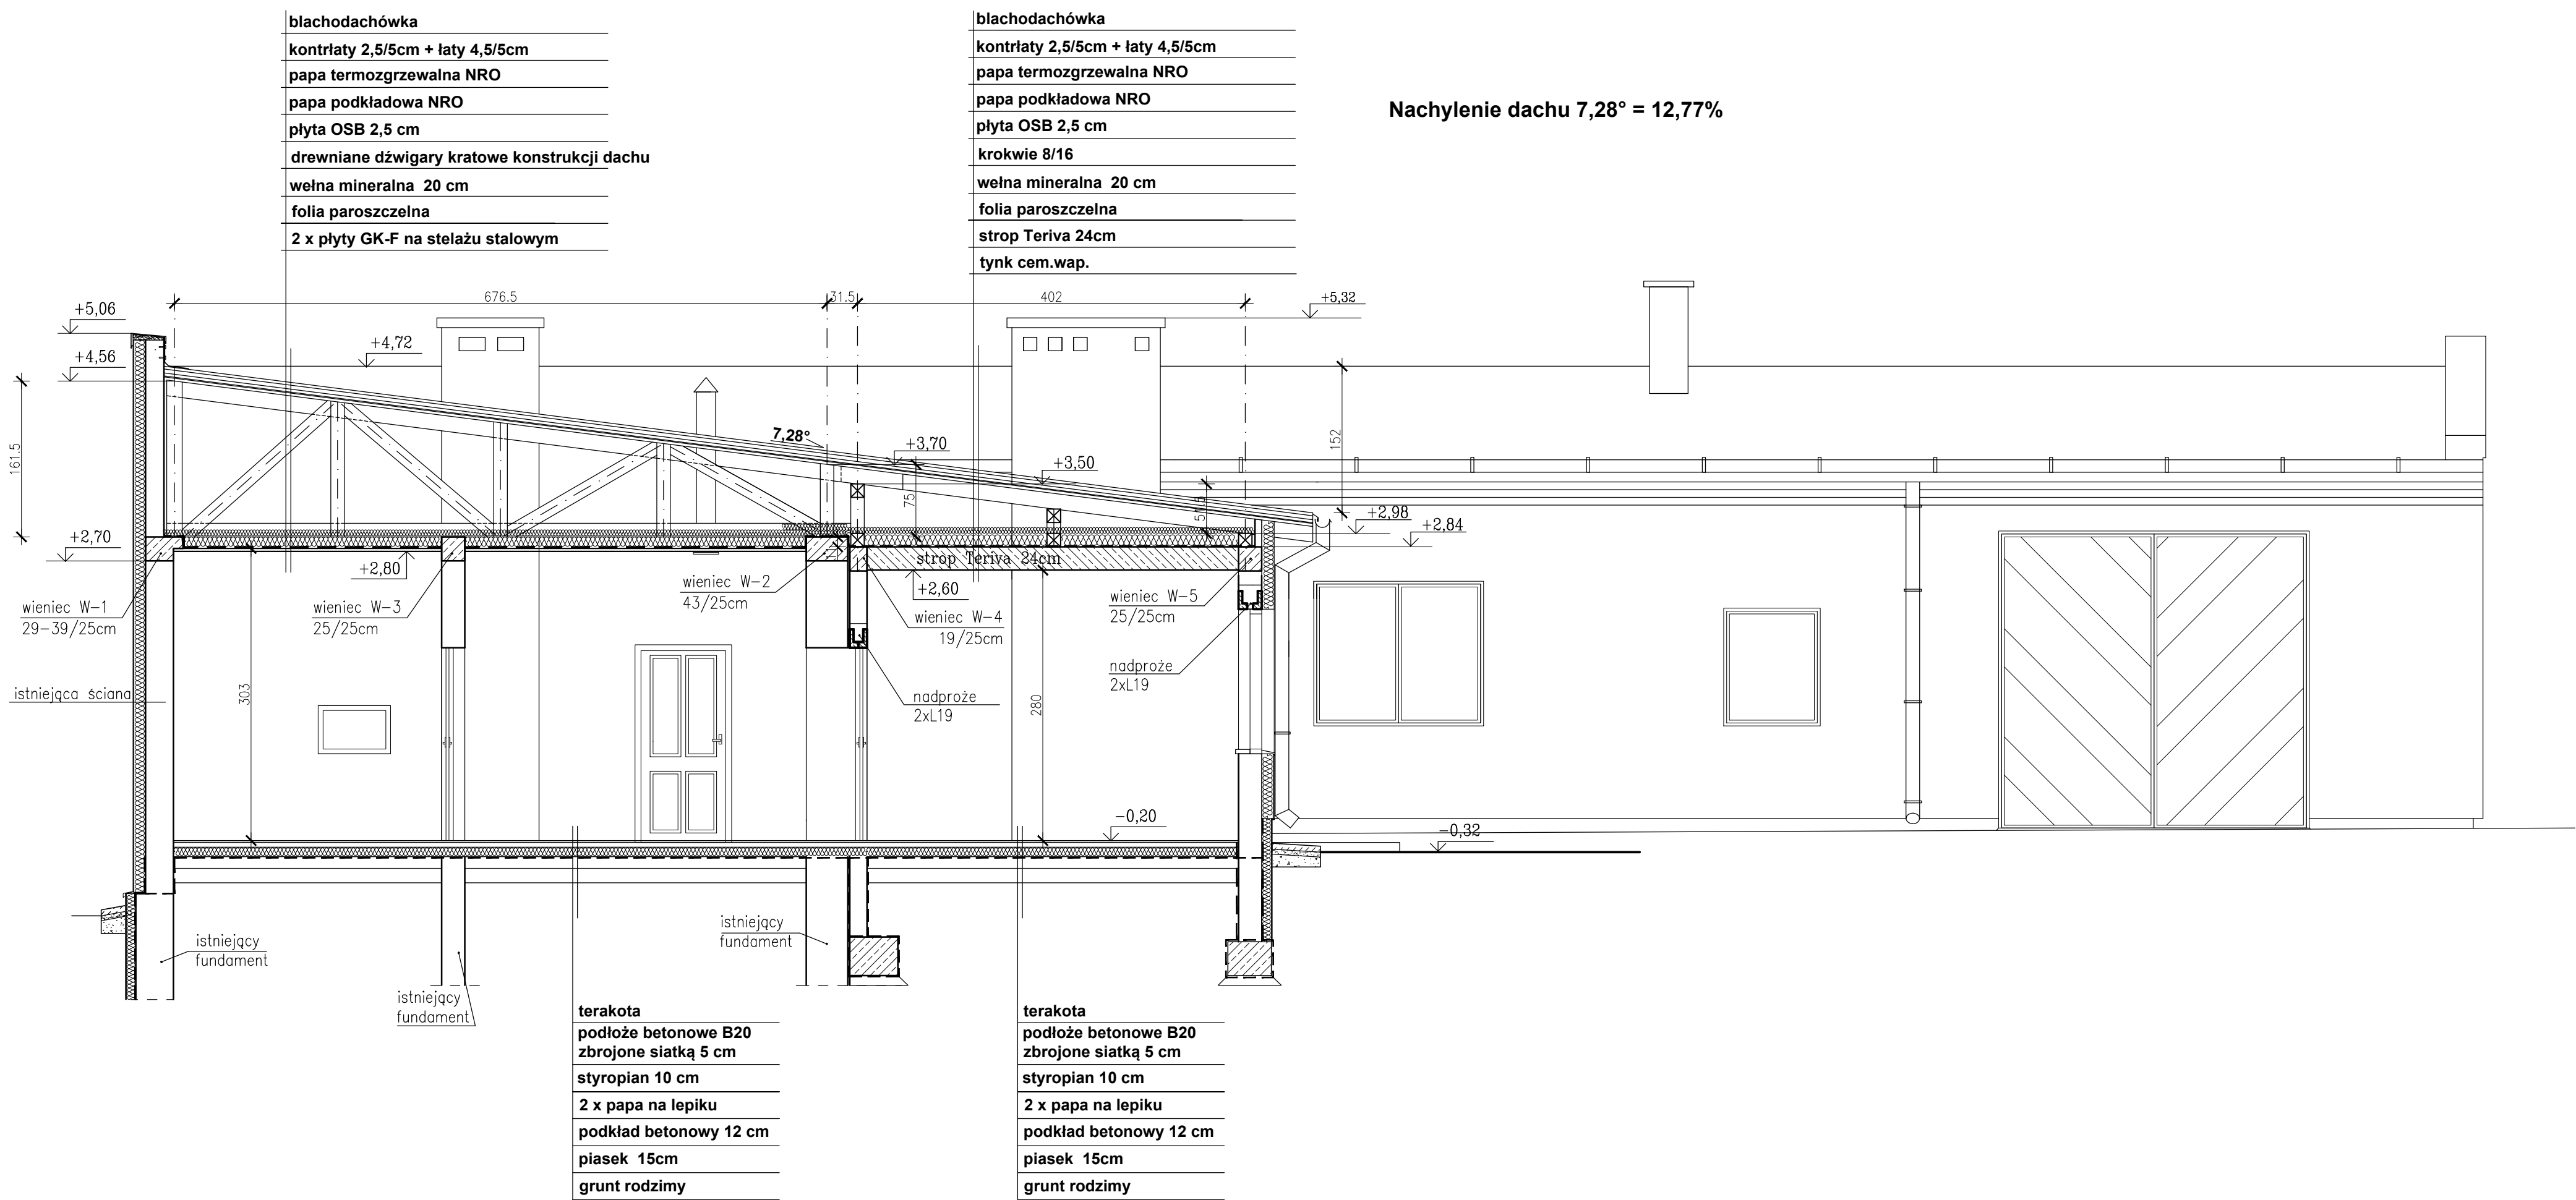 blachodachówka
kontrłaty 2,5/5cm + łaty 4,5/5cm
papa termozgrzewalna NRO
papa podkładowa NRO
płyta OSB 2,5 cm
drewniane dźwigary kratowe konstrukcji dachu
wełna mineralna 20 cm
folia paroszczelna
2 x płyty GK-F na stelażu stalowym
blachodachówka
kontrłaty 2,5/5cm + łaty 4,5/5cm
papa termozgrzewalna NRO
papa podkładowa NRO
płyta OSB 2,5 cm
krokwie 8/16
wełna mineralna 20 cm
folia paroszczelna
strop Teriva 24cm
tynk cem.wap.
Nachylenie dachu 7,28° = 12,77%
676.5
31.5
402
+5,32
+5,06
+4,72
+4,56
161.5
7,28°
+3,70
+3,50
75
51.5
152
+2,98
+2,84
+2,70
+2,80
strop Teriva 24cm
+2,60
wieniec W-1
29-39/25cm
wieniec W-3
25/25cm
wieniec W-2
43/25cm
wieniec W-4
19/25cm
wieniec W-5
25/25cm
nadproże
2xL19
nadproże
2xL19
istniejąca ściana
303
280
-0,20
-0,32
istniejący
fundament
istniejący
fundament
istniejący
fundament
terakota
podłoże betonowe B20
zbrojone siatką 5 cm
styropian 10 cm
2 x papa na lepiku
podkład betonowy 12 cm
piasek 15cm
grunt rodzimy
terakota
podłoże betonowe B20
zbrojone siatką 5 cm
styropian 10 cm
2 x papa na lepiku
podkład betonowy 12 cm
piasek 15cm
grunt rodzimy